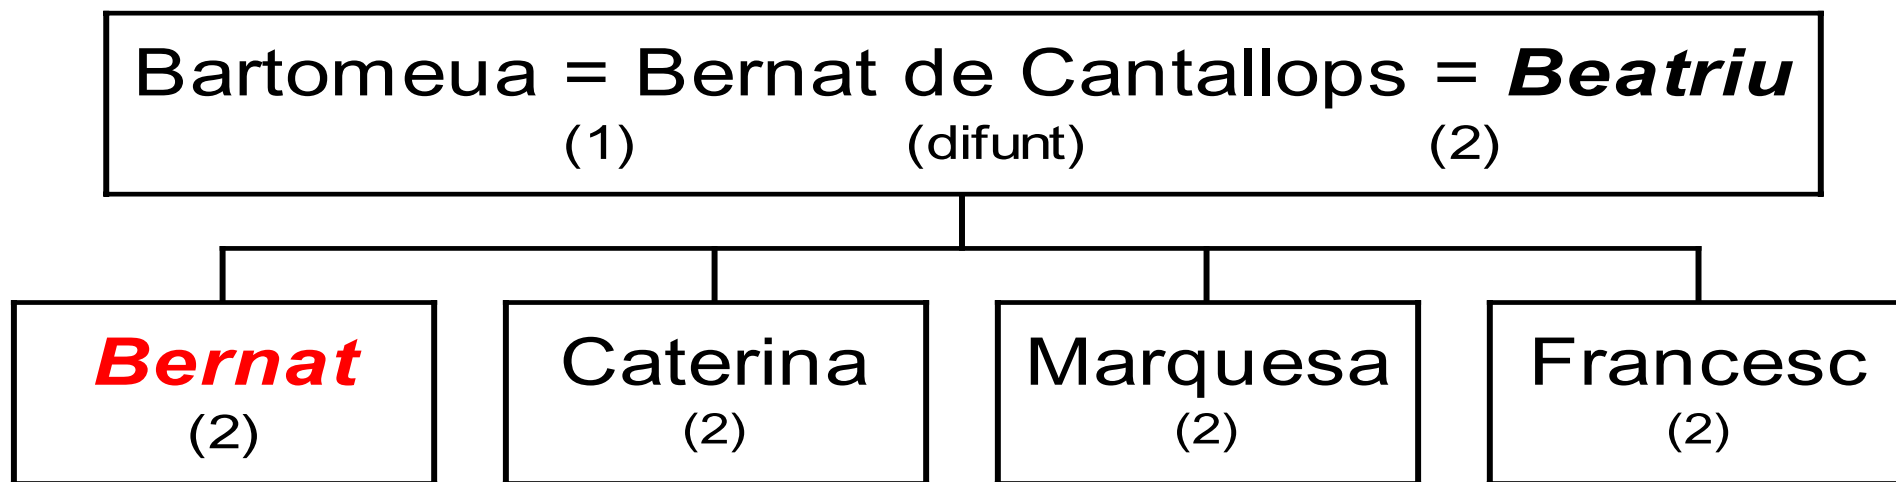 Bartomeua = Bernat de Cantallops = Beatriu
(1) (difunt) (2)
Bernat Caterina Marquesa Francesc
(2) (2) (2) (2)